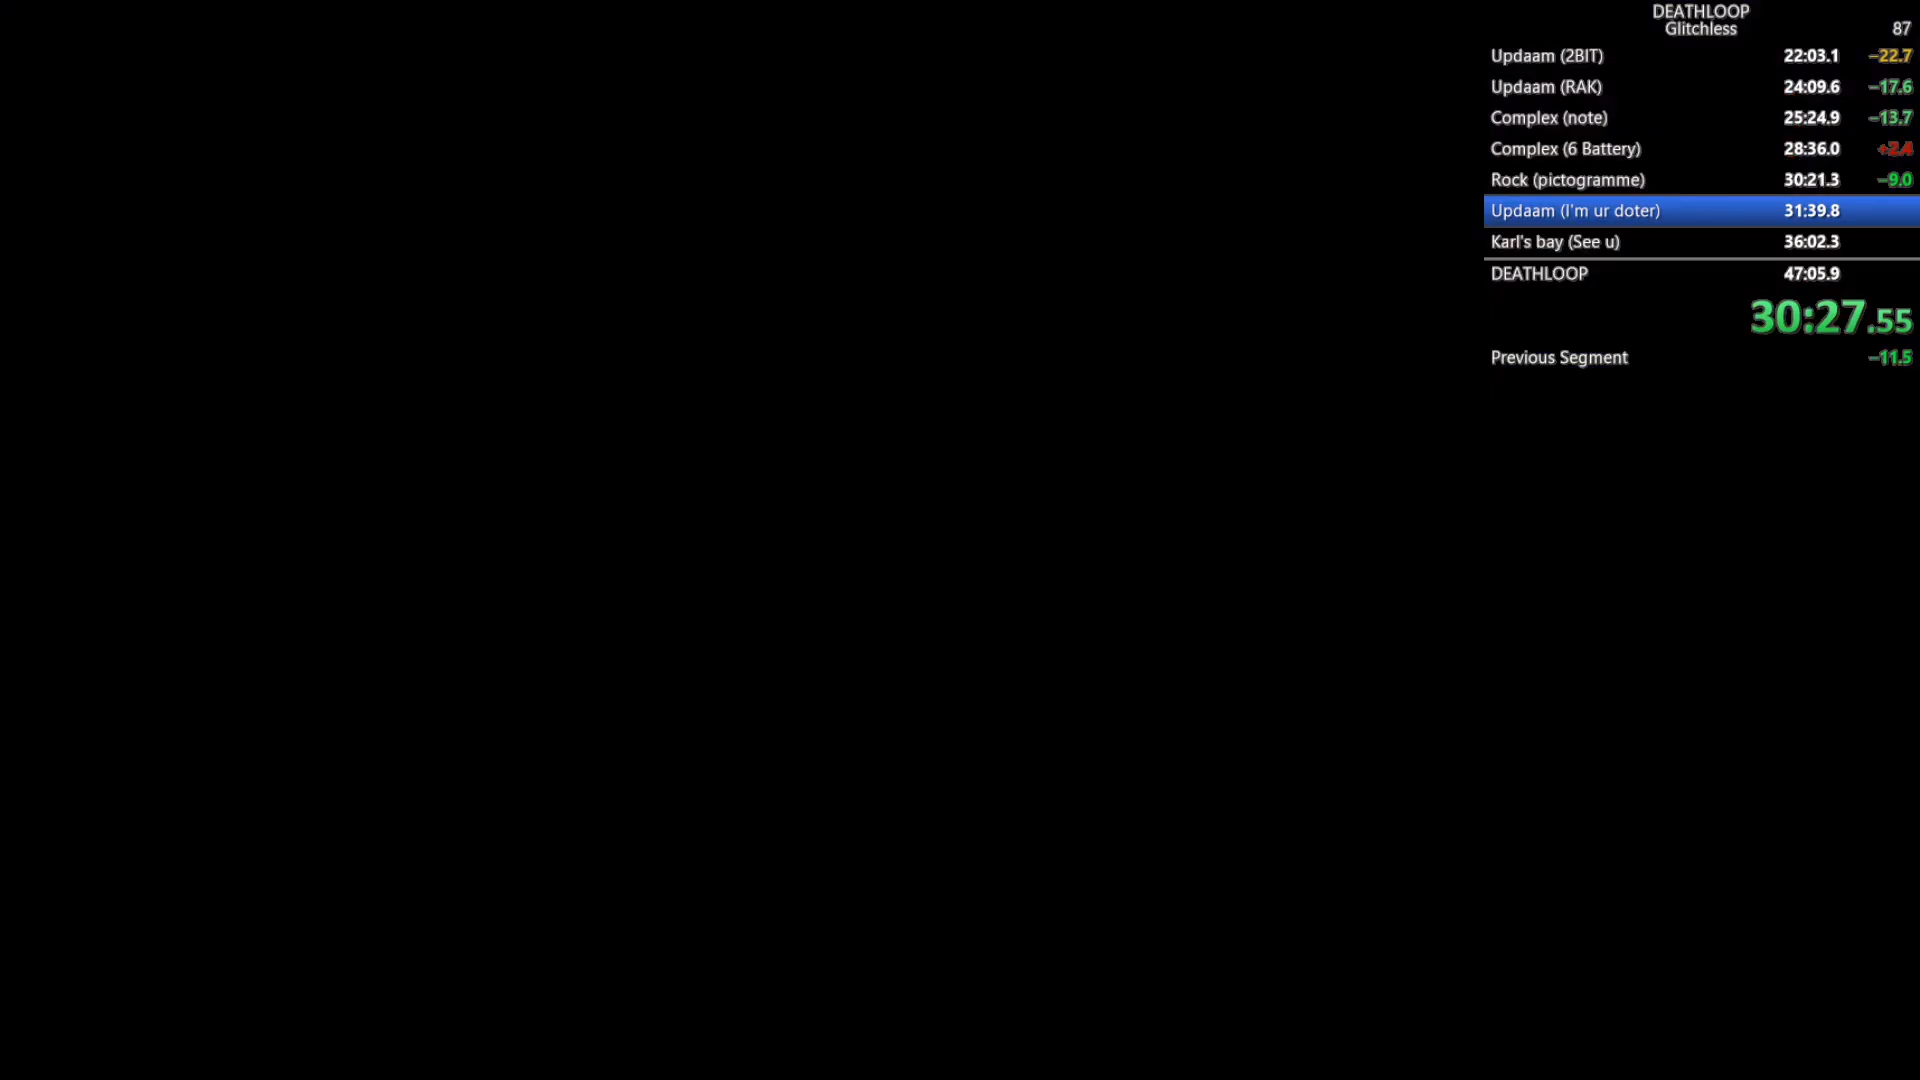 DEATHLOOP
Glitchless 87
Updaam (2BIT) 22:03.1 −22.7
Updaam (RAK) 24:09.6 −17.6
Complex (note) 25:24.9 −13.7
Complex (6 Battery) 28:36.0 +2.4
Rock (pictogramme) 30:21.3 −9.0
Updaam (I'm ur doter) 31:39.8
Karl's bay (See u) 36:02.3
DEATHLOOP 47:05.9
30:27.55
Previous Segment −11.5